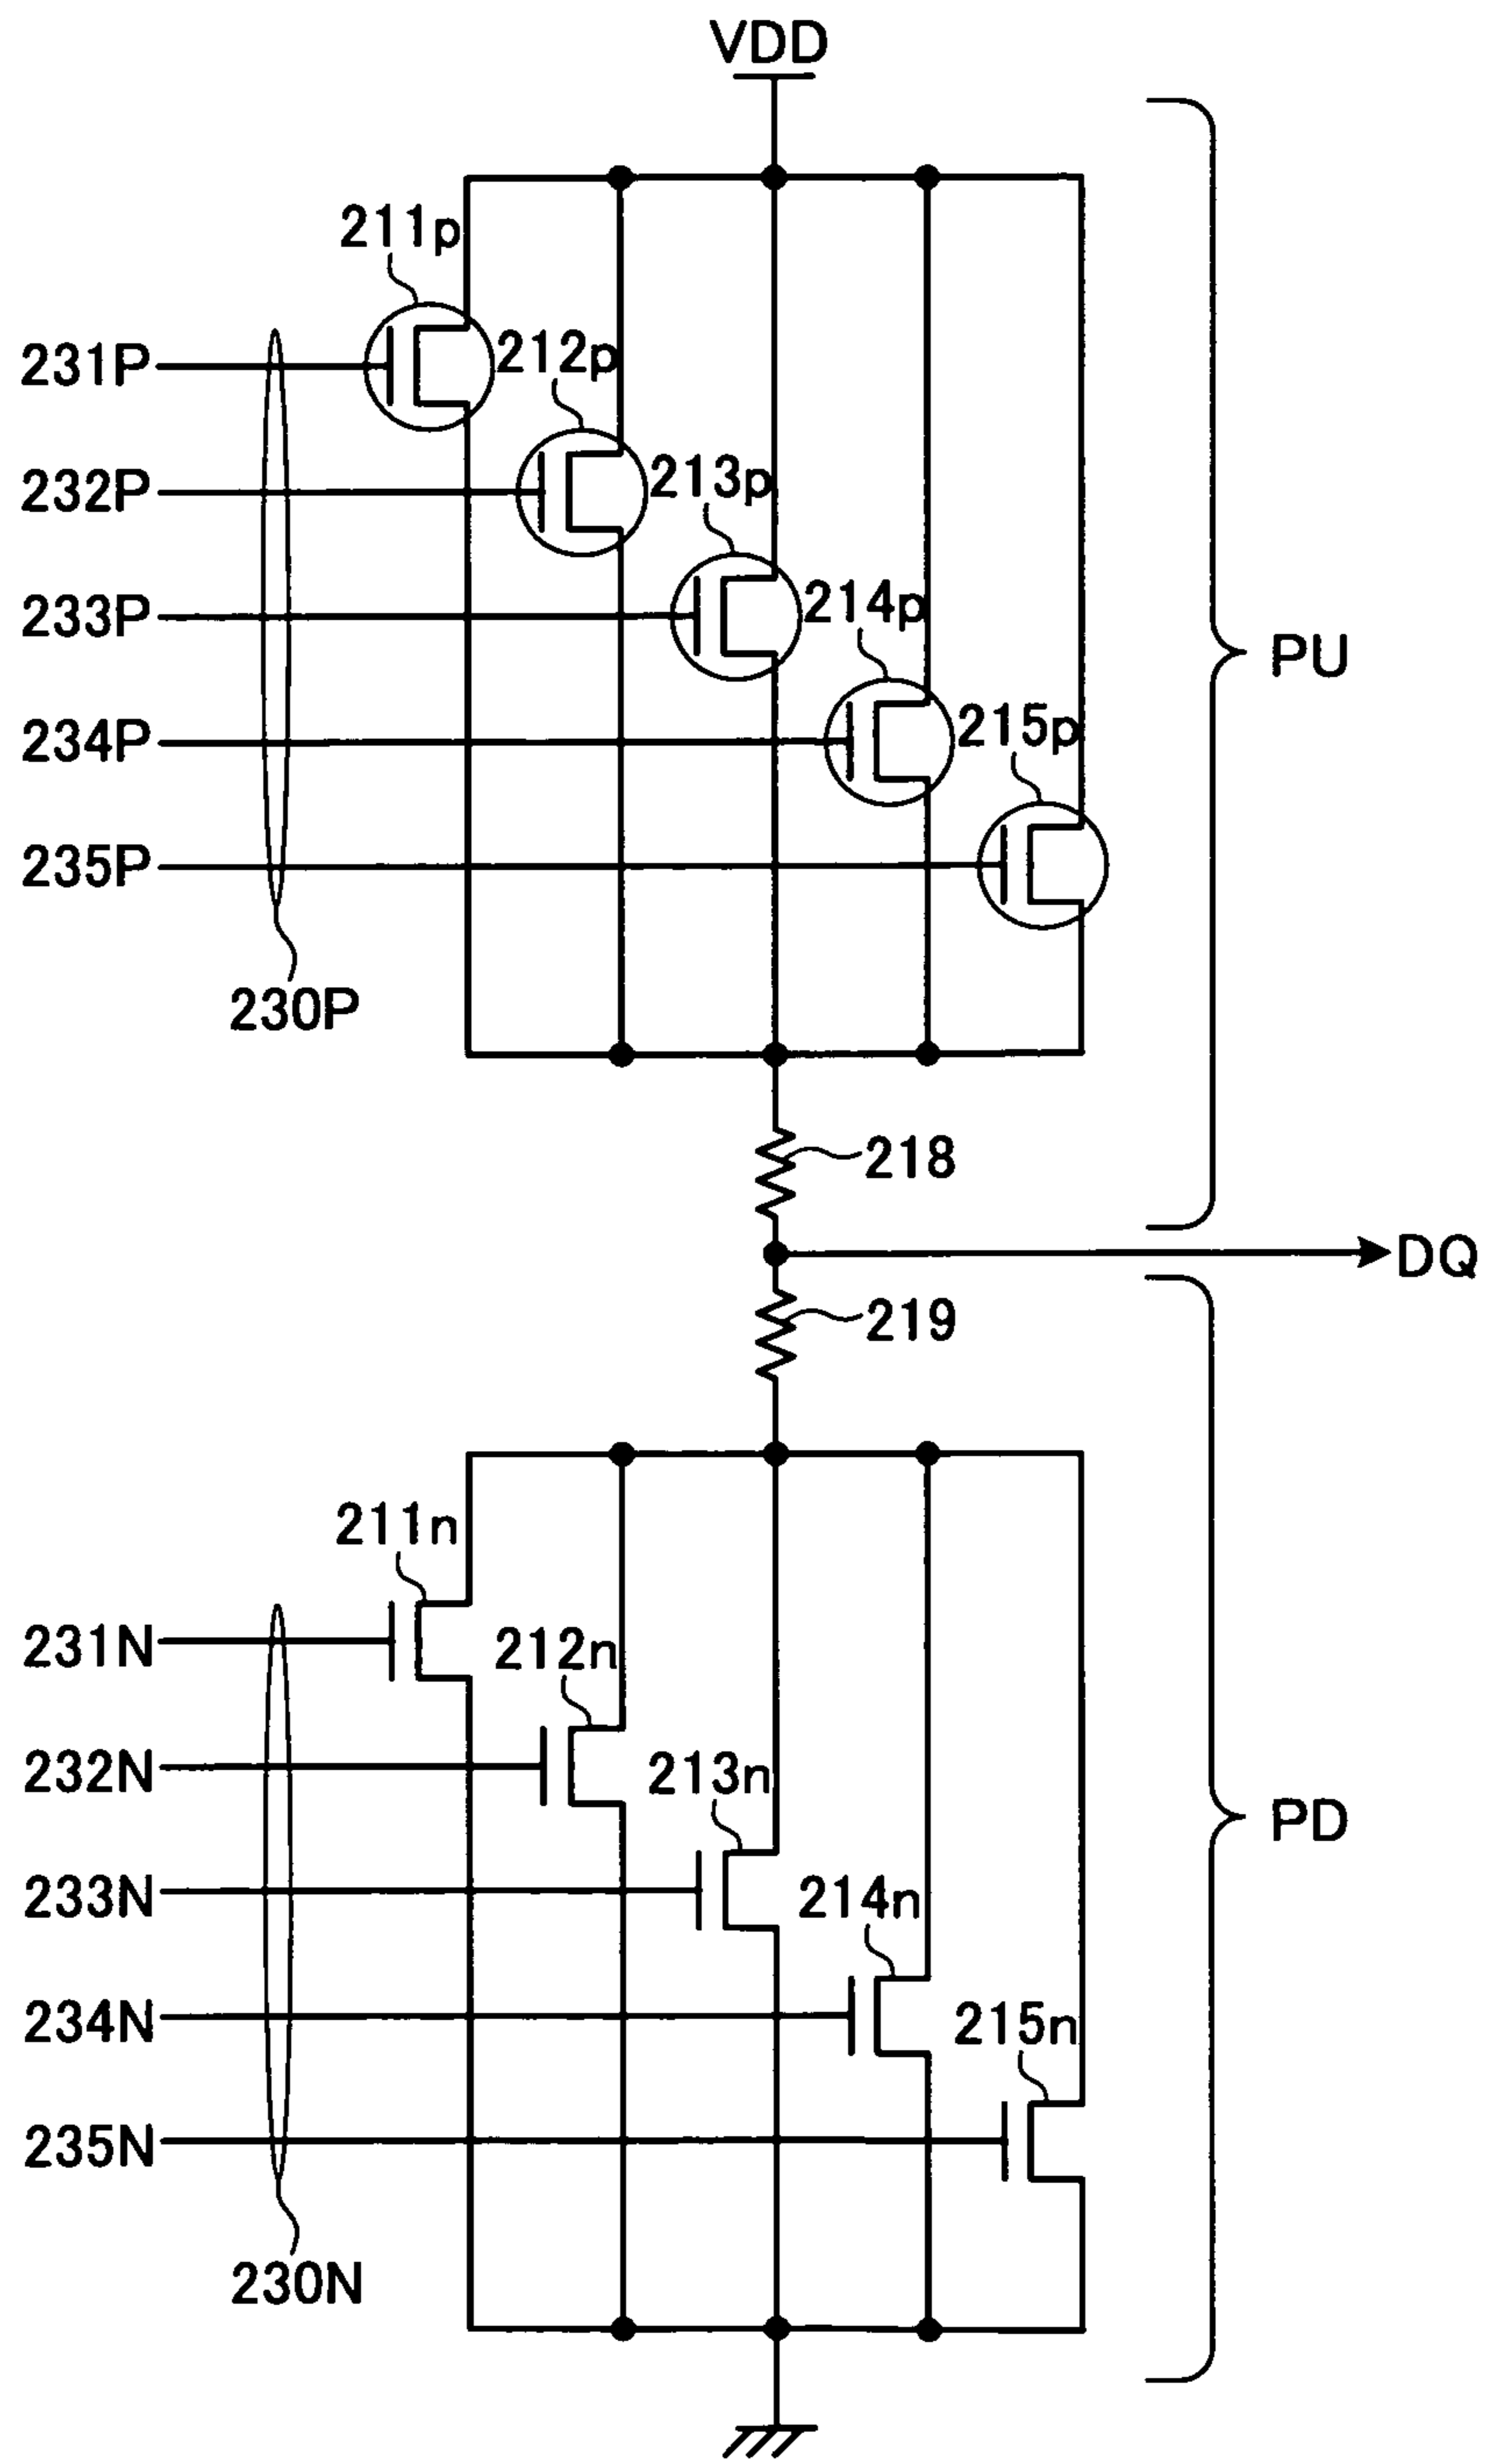 VDD
211p
231P
212p
232P
213p
233P
214p
PU
234P
215p
235P
230P
218
DQ
219
211n
231N
212n
232N
213n
PD
233N
214n
234N
215n
235N
230N